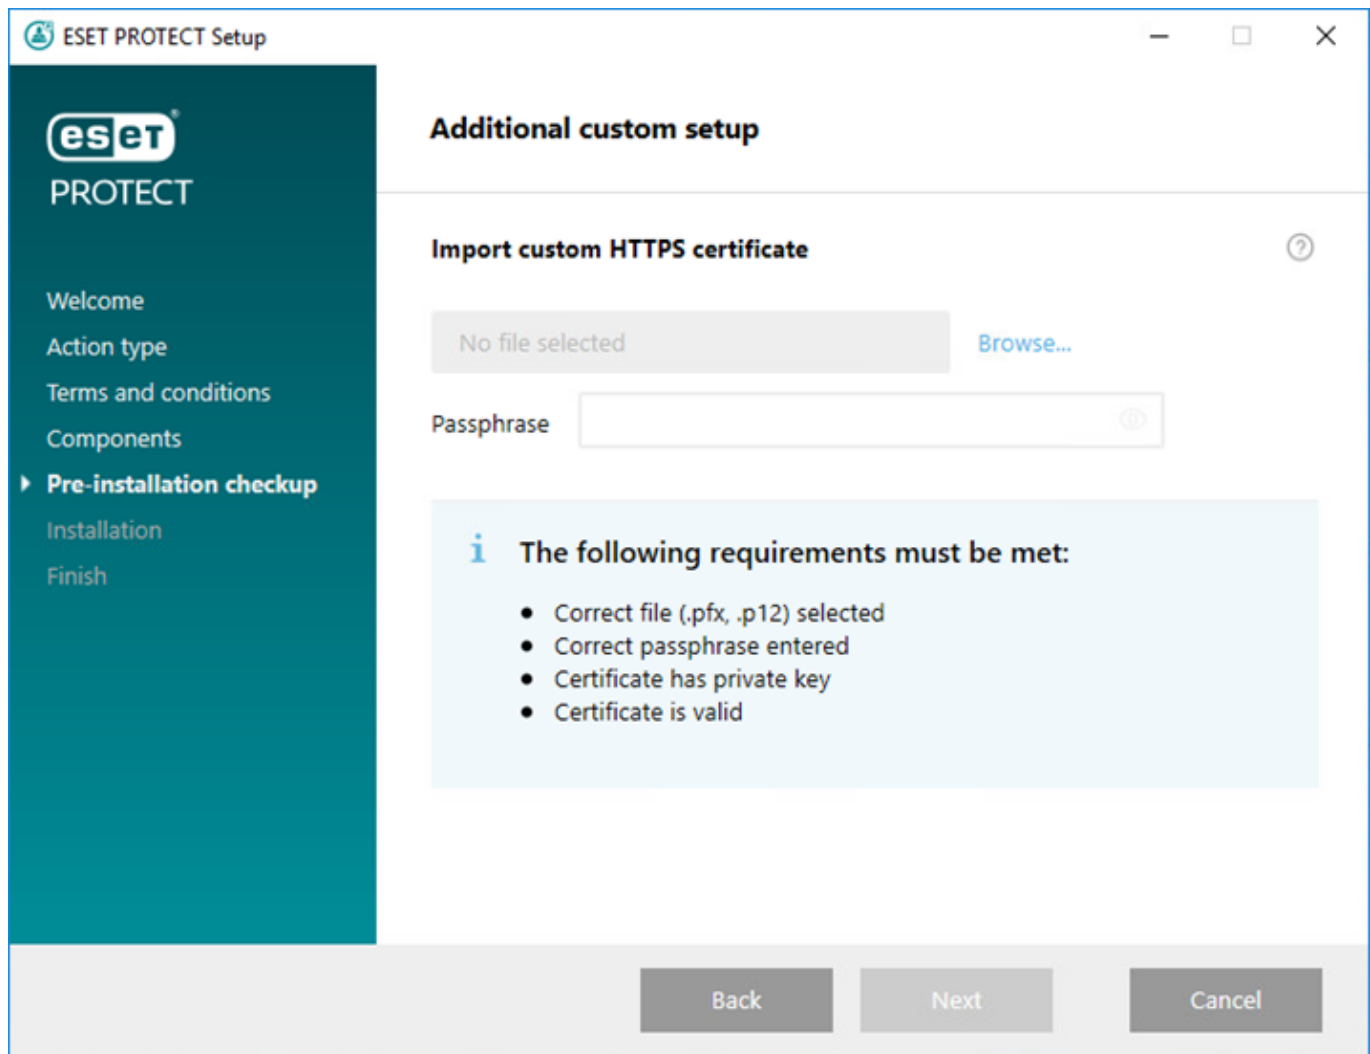 ESET PROTECT Setup
eseт®
PROTECT
Welcome
Action type
Terms and conditions
Components
Pre-installation checkup
Installation
Finish
Additional custom setup
Import custom HTTPS certificate
?
No file selected
Browse...
Passphrase
i The following requirements must be met:
• Correct file (.pfx, .p12) selected
• Correct passphrase entered
• Certificate has private key
• Certificate is valid
Back
Next
Cancel